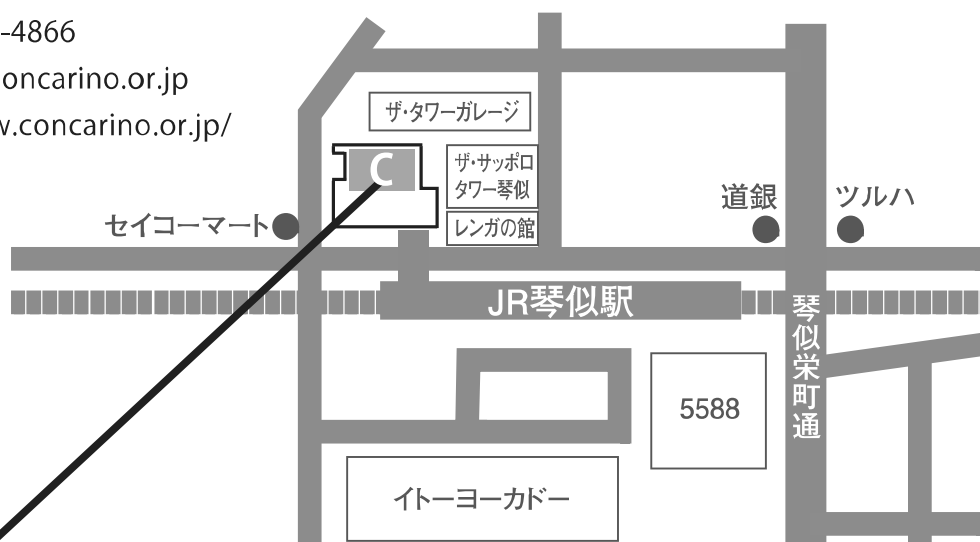 -4866
oncarino.or.jp
w.concarino.or.jp/
ザ・タワーガレージ
C
ザ・サッポロ
タワー琴似
レンガの館
セイコーマート
道銀
ツルハ
JR琴似駅
琴似栄町通
5588
イトーヨーカドー